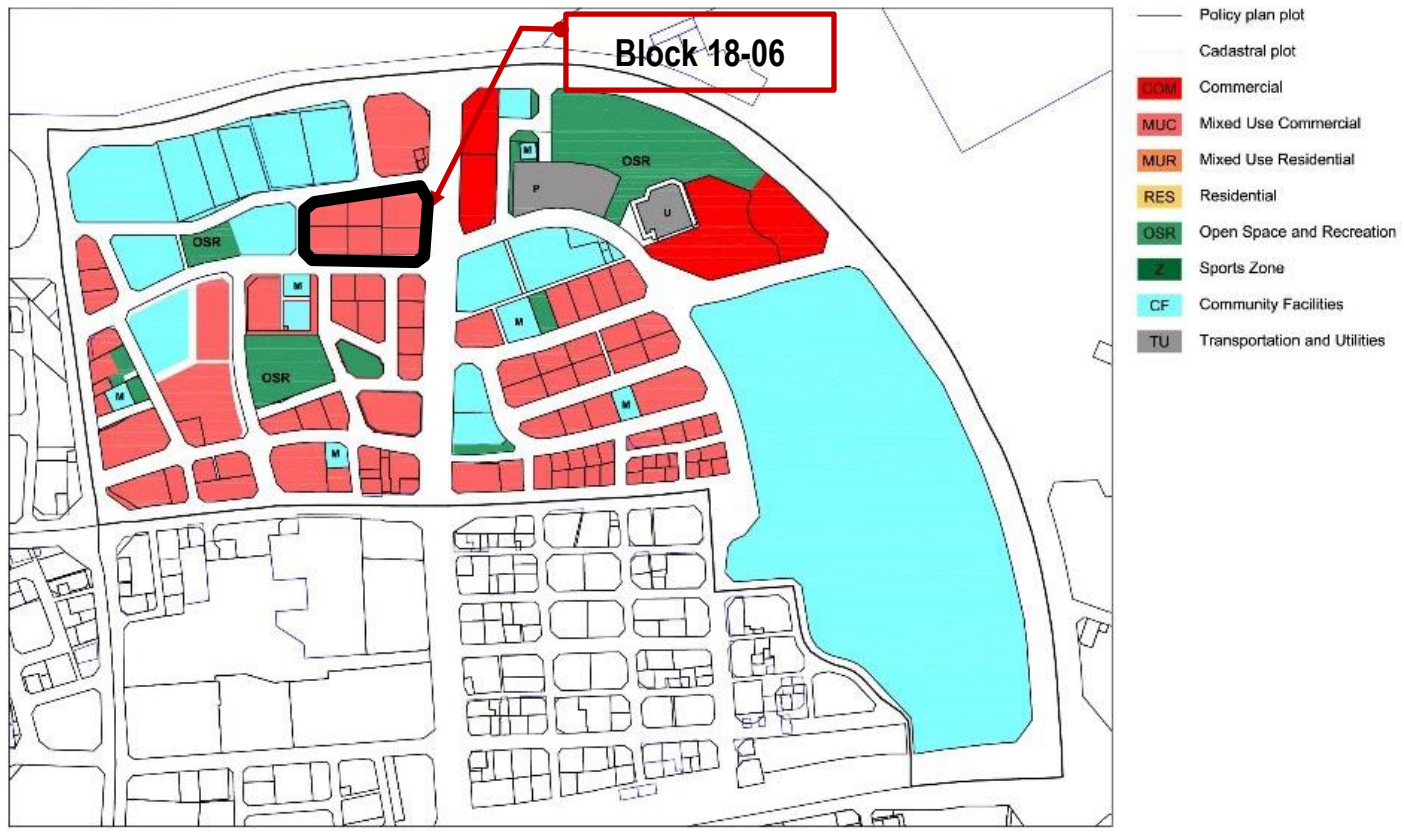 Block 18-06
Policy plan plot
Cadastral plot
COM Commercial
MUC Mixed Use Commercial
MUR Mixed Use Residential
RES Residential
OSR Open Space and Recreation
Z Sports Zone
CF Community Facilities
TU Transportation and Utilities
M
OSR
P
U
OSR
M
M
OSR
M
M
M